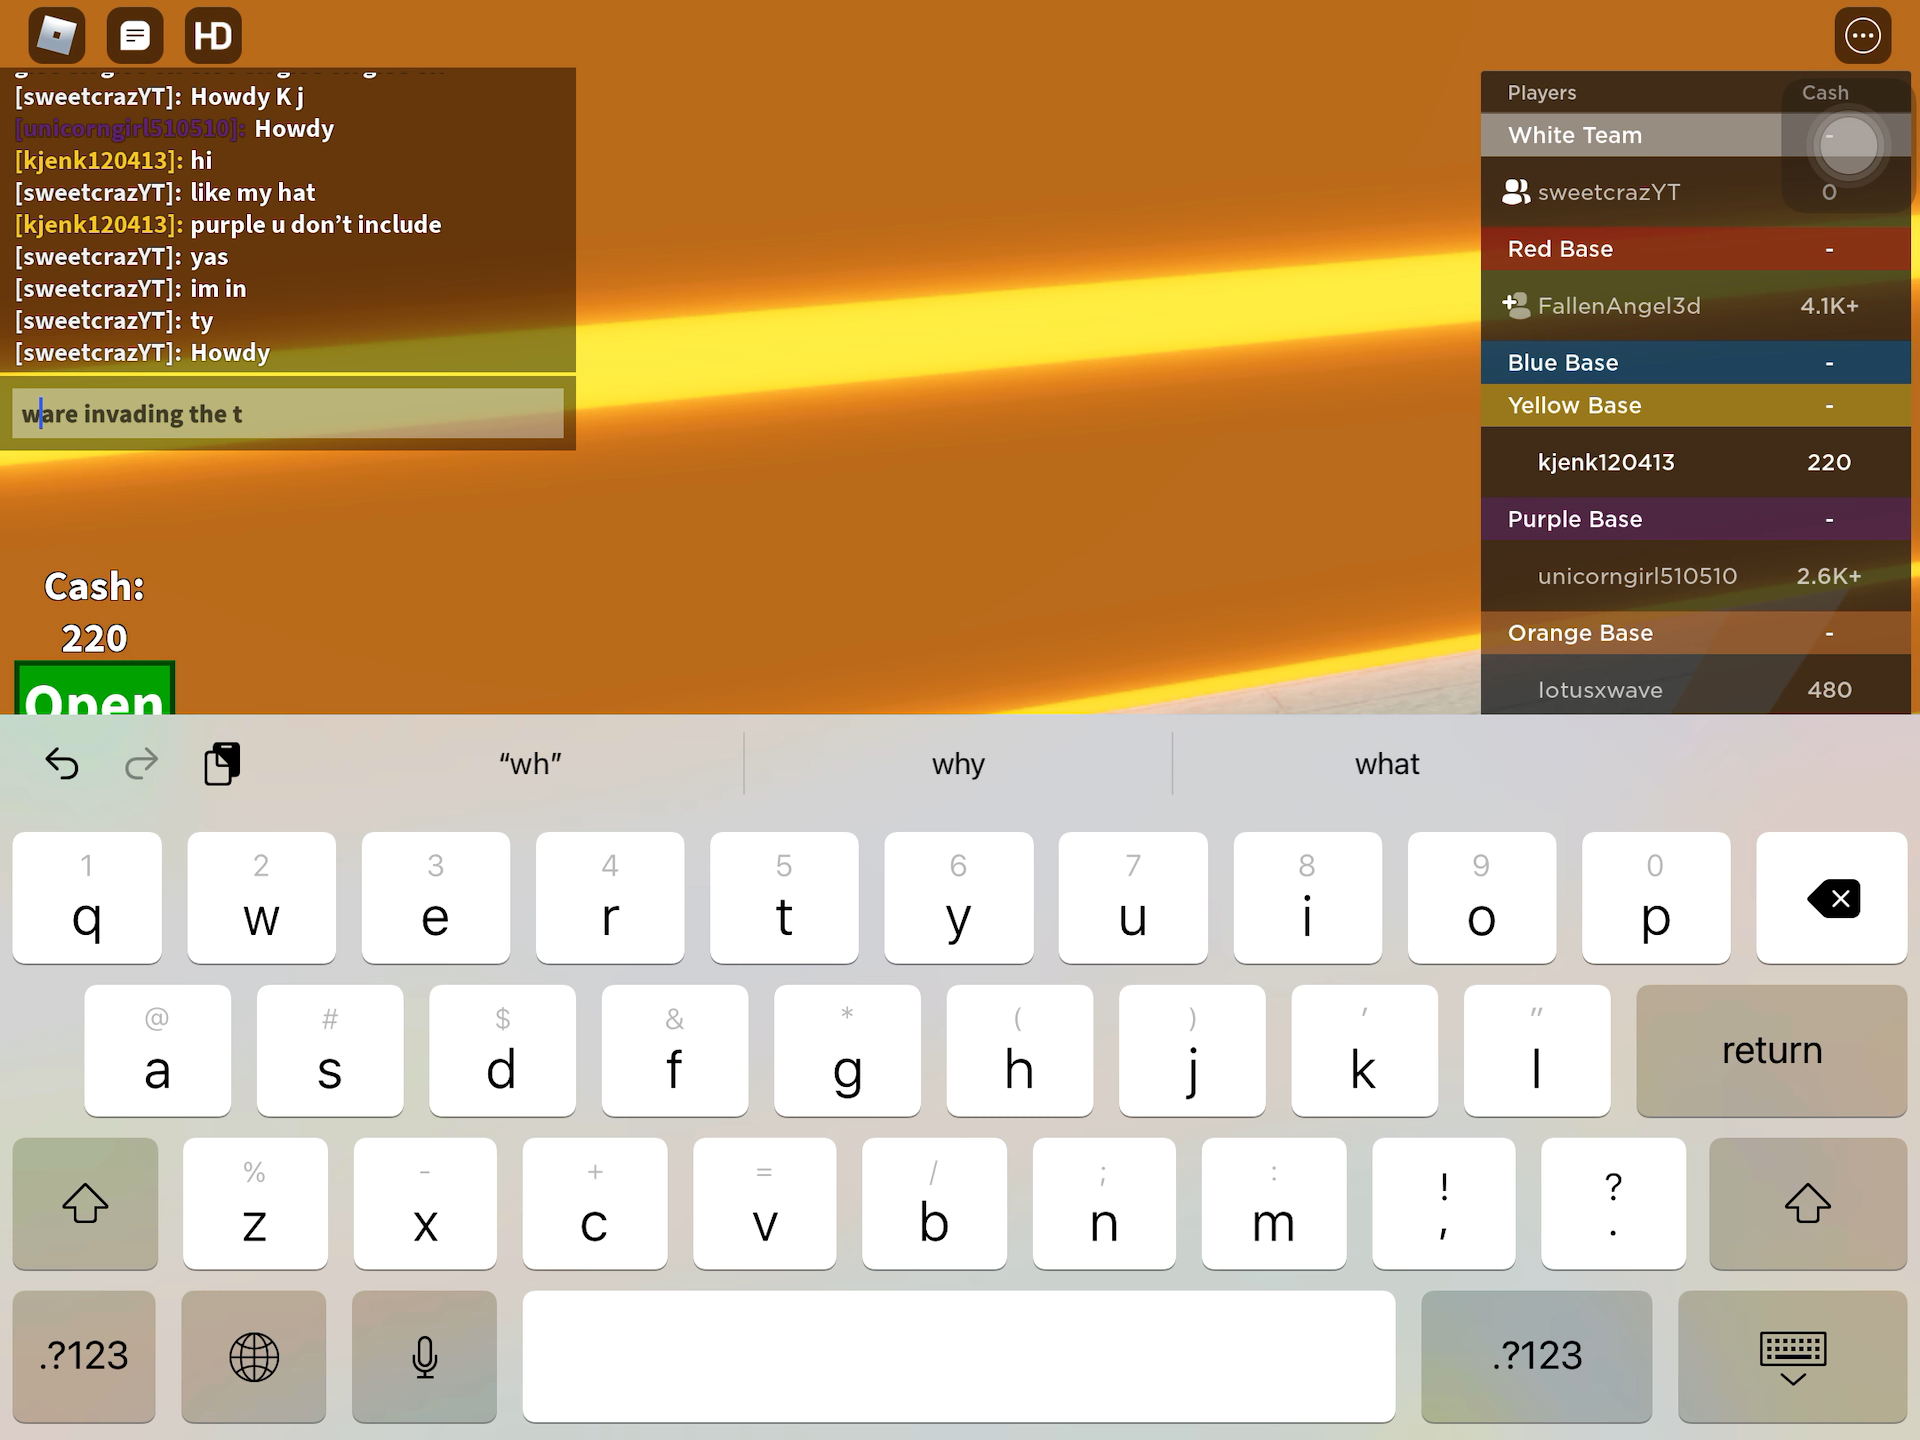 HD
[sweetcrazYT]: Howdy K j
[unicorngirl510510]: Howdy
[kjenk120413]: hi
[sweetcrazYT]: like my hat
[kjenk120413]: purple u don’t include
[sweetcrazYT]: yas
[sweetcrazYT]: im in
[sweetcrazYT]: ty
[sweetcrazYT]: Howdy
ware invading the t
Players Cash
White Team -
sweetcrazYT 0
Red Base -
FallenAngel3d 4.1K+
Blue Base -
Yellow Base -
kjenk120413 220
Purple Base -
unicorngirl510510 2.6K+
Orange Base -
lotusxwave 480
Cash:
220
Open
“wh” why what
1 2 3 4 5 6 7 8 9 0
q w e r t y u i o p
@ # $ & * ( ) ' "
a s d f g h j k l return
% - + = / ; : ! ?
z x c v b n m , .
.?123 .?123